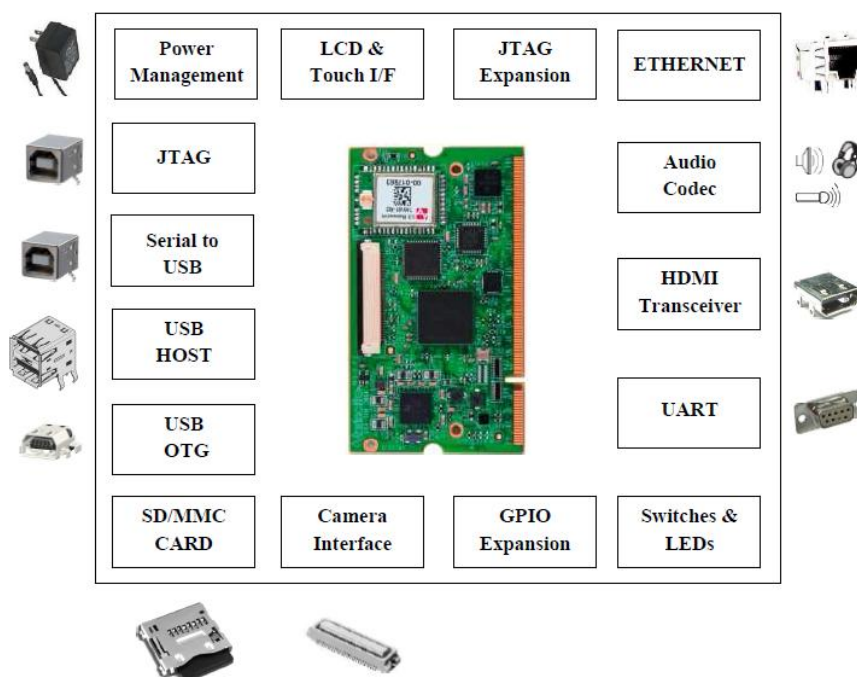 Power
Management
LCD &
Touch I/F
JTAG
Expansion
ETHERNET
JTAG
Audio
Codec
Serial to
USB
HDMI
Transceiver
USB
HOST
UART
USB
OTG
SD/MMC
CARD
Camera
Interface
GPIO
Expansion
Switches &
LEDs